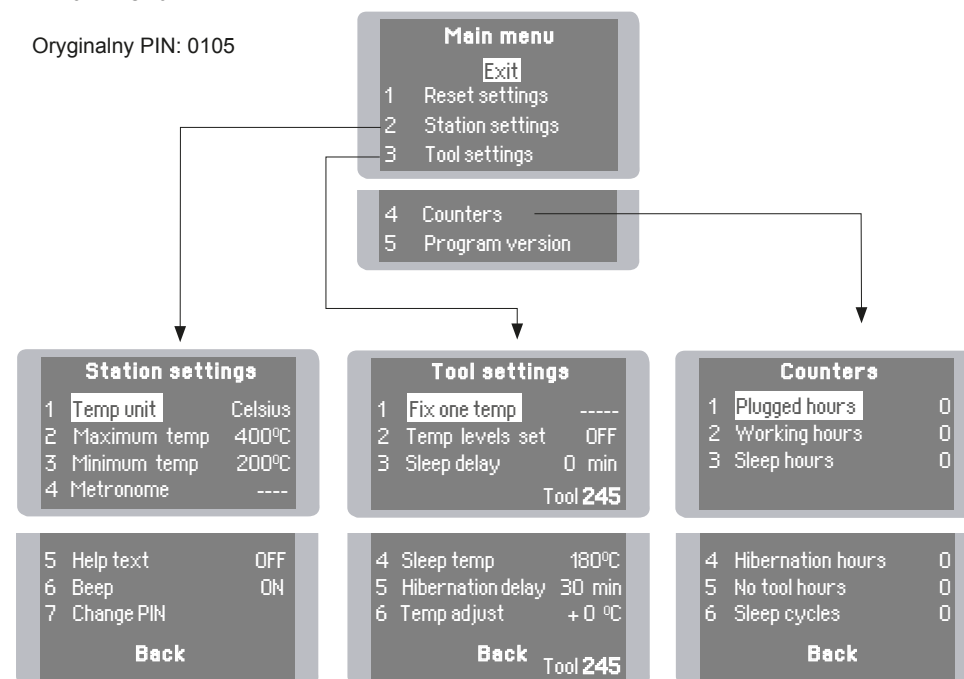 Oryginalny PIN: 0105
Main menu
Exit
1 Reset settings
2 Station settings
3 Tool settings
4 Counters
5 Program version
Station settings
1 Temp unit Celsius
2 Maximum temp 400ºC
3 Minimum temp 200ºC
4 Metronome ----
5 Help text OFF
6 Beep ON
7 Change PIN
Back
Tool settings
1 Fix one temp -----
2 Temp levels set OFF
3 Sleep delay 0 min
Tool 245
4 Sleep temp 180ºC
5 Hibernation delay 30 min
6 Temp adjust +0 ºC
Back
Tool 245
Counters
1 Plugged hours 0
2 Working hours 0
3 Sleep hours 0
4 Hibernation hours 0
5 No tool hours 0
6 Sleep cycles 0
Back